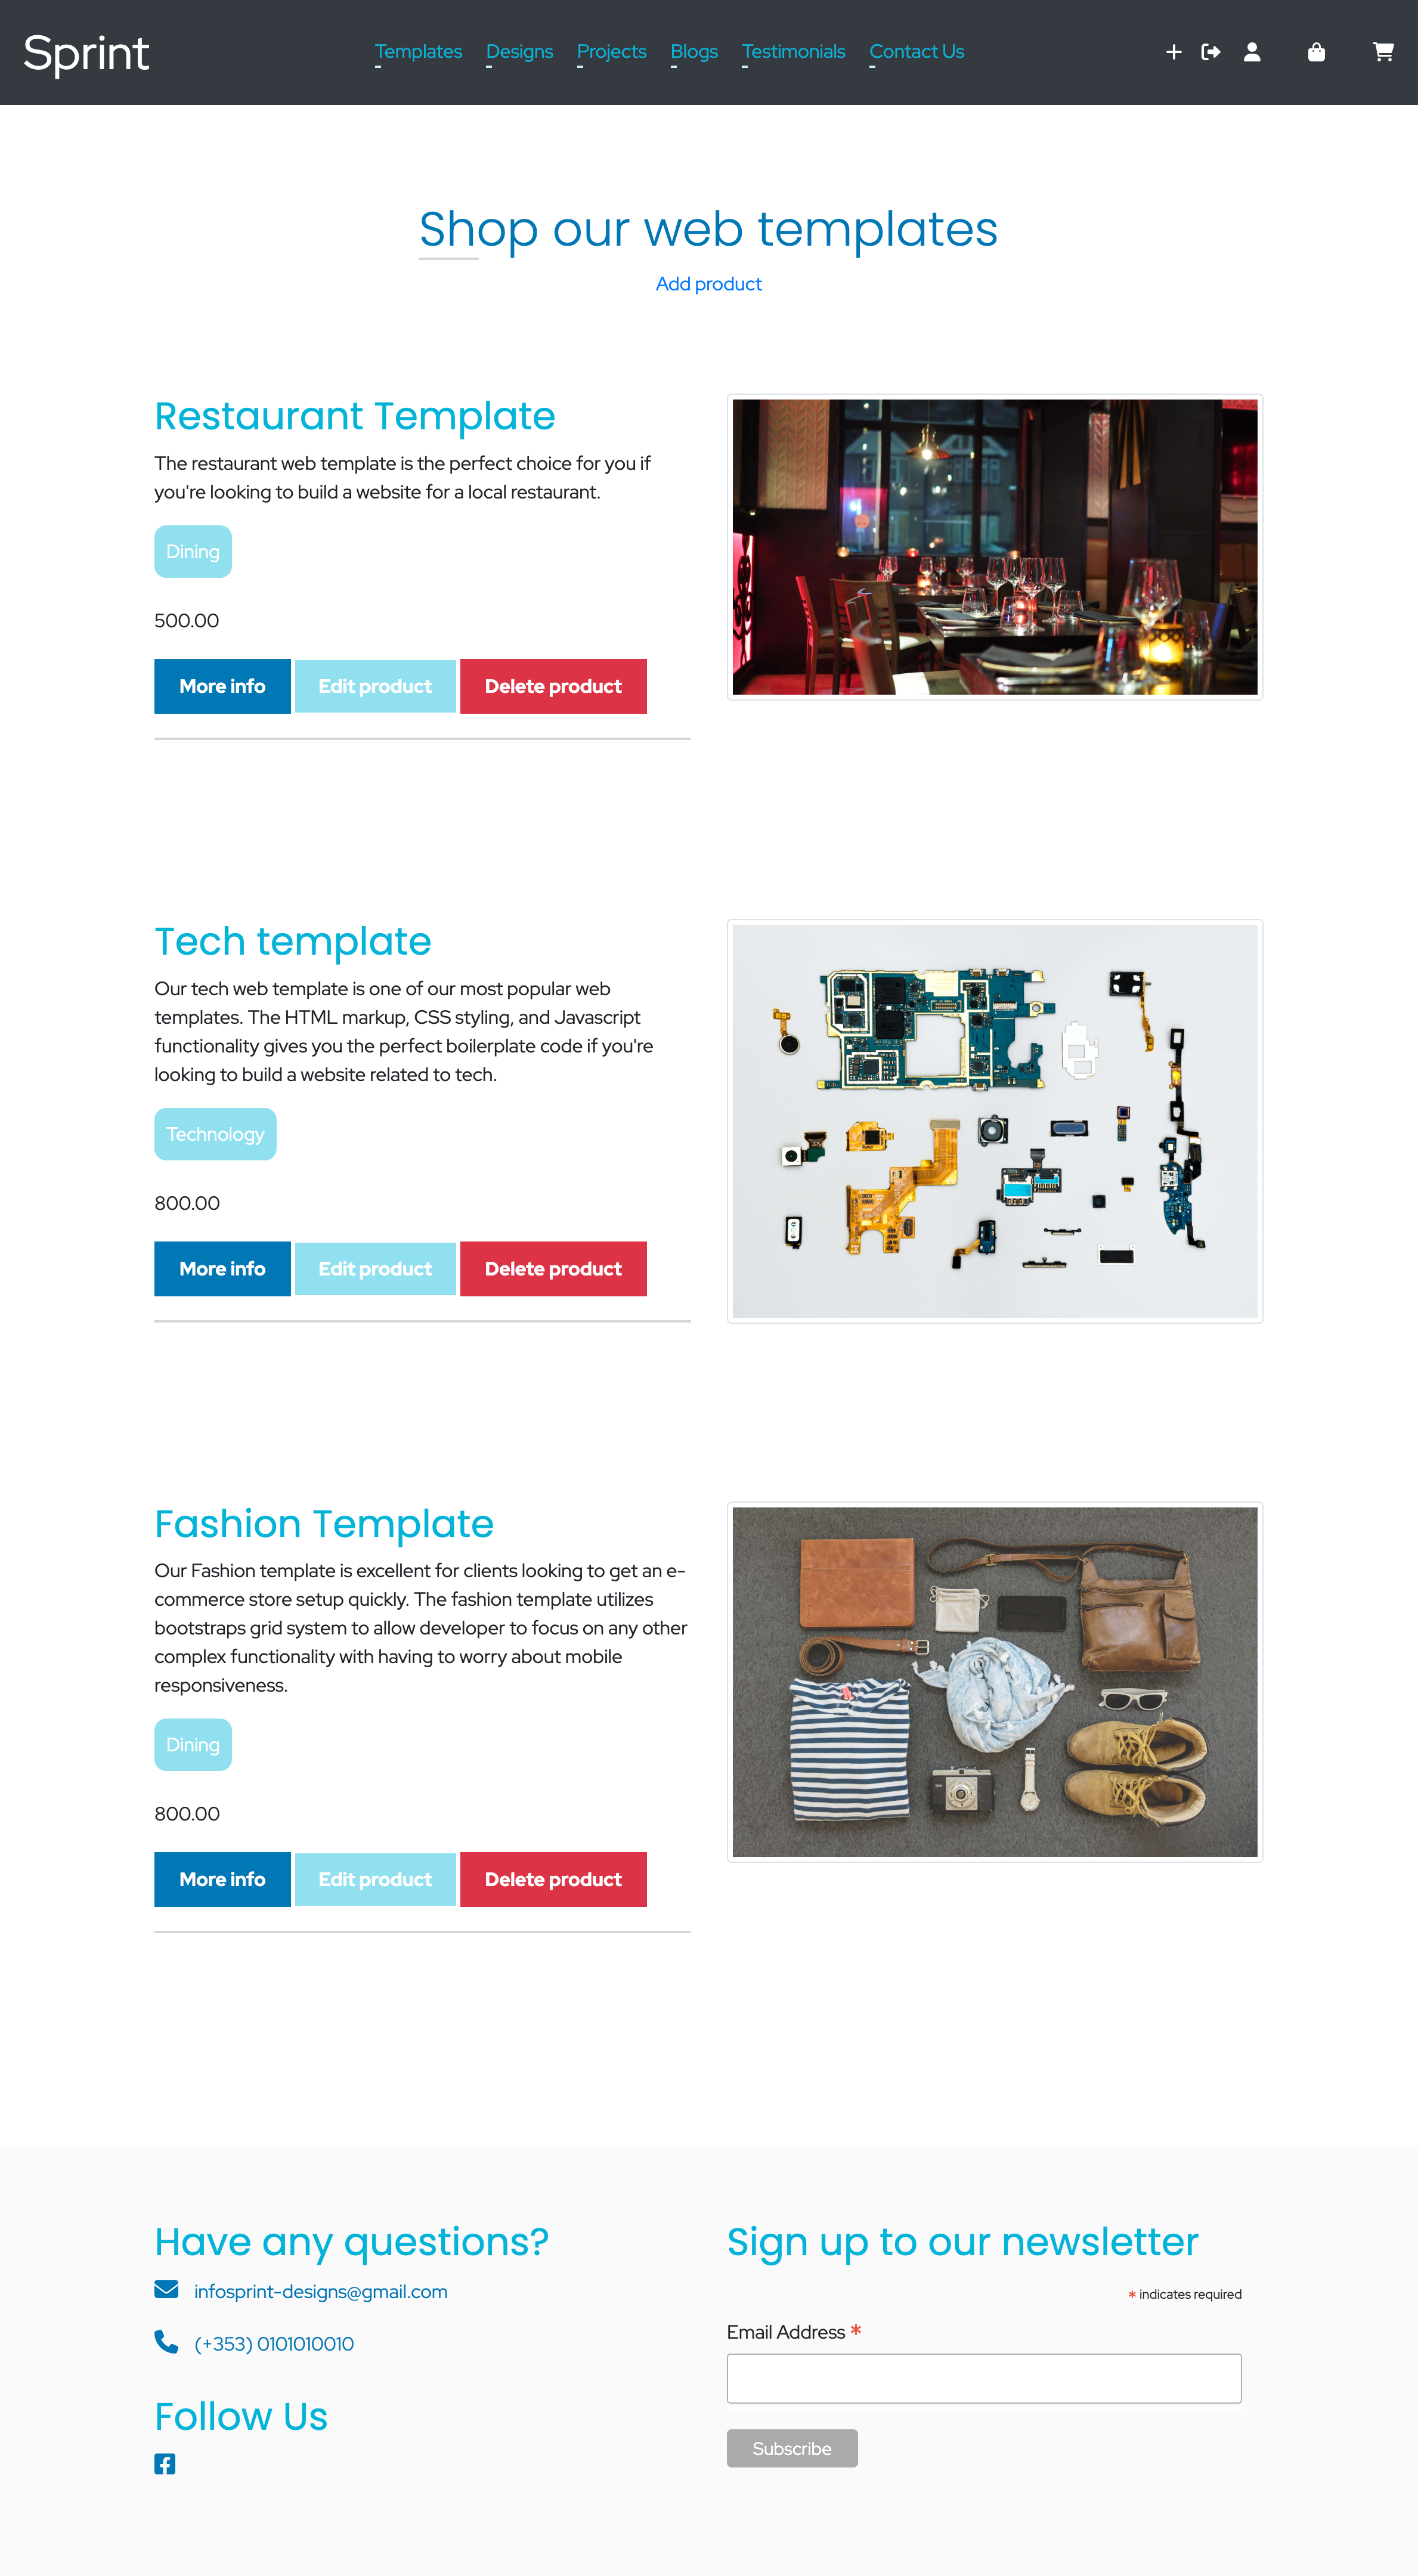 Sprint
Templates Designs Projects Blogs Testimonials Contact Us
Shop our web templates
Add product
Restaurant Template
The restaurant web template is the perfect choice for you if
you're looking to build a website for a local restaurant.
Dining
500.00
More info Edit product Delete product
Tech template
Our tech web template is one of our most popular web
templates. The HTML markup, CSS styling, and Javascript
functionality gives you the perfect boilerplate code if you're
looking to build a website related to tech.
Technology
800.00
More info Edit product Delete product
Fashion Template
Our Fashion template is excellent for clients looking to get an e-
commerce store setup quickly. The fashion template utilizes
bootstraps grid system to allow developer to focus on any other
complex functionality with having to worry about mobile
responsiveness.
Dining
800.00
More info Edit product Delete product
Have any questions?
infosprint-designs@gmail.com
(+353) 0101010010
Follow Us
Sign up to our newsletter
* indicates required
Email Address *
Subscribe